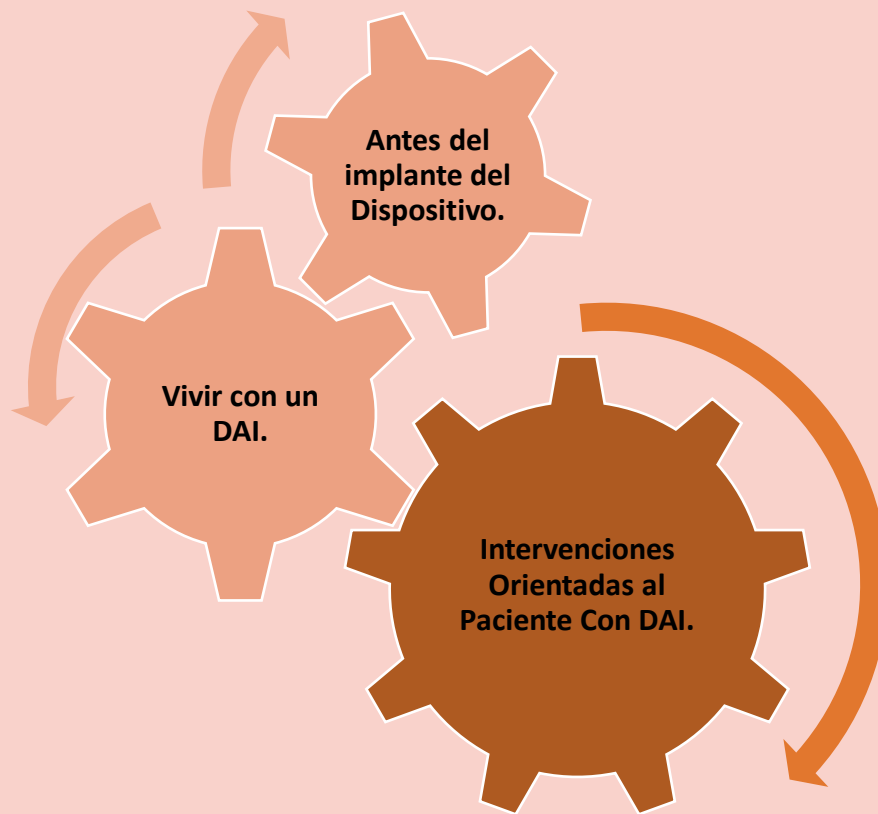 Antes del
implante del
Dispositivo.
Vivir con un
DAI.
Intervenciones
Orientadas al
Paciente Con DAI.